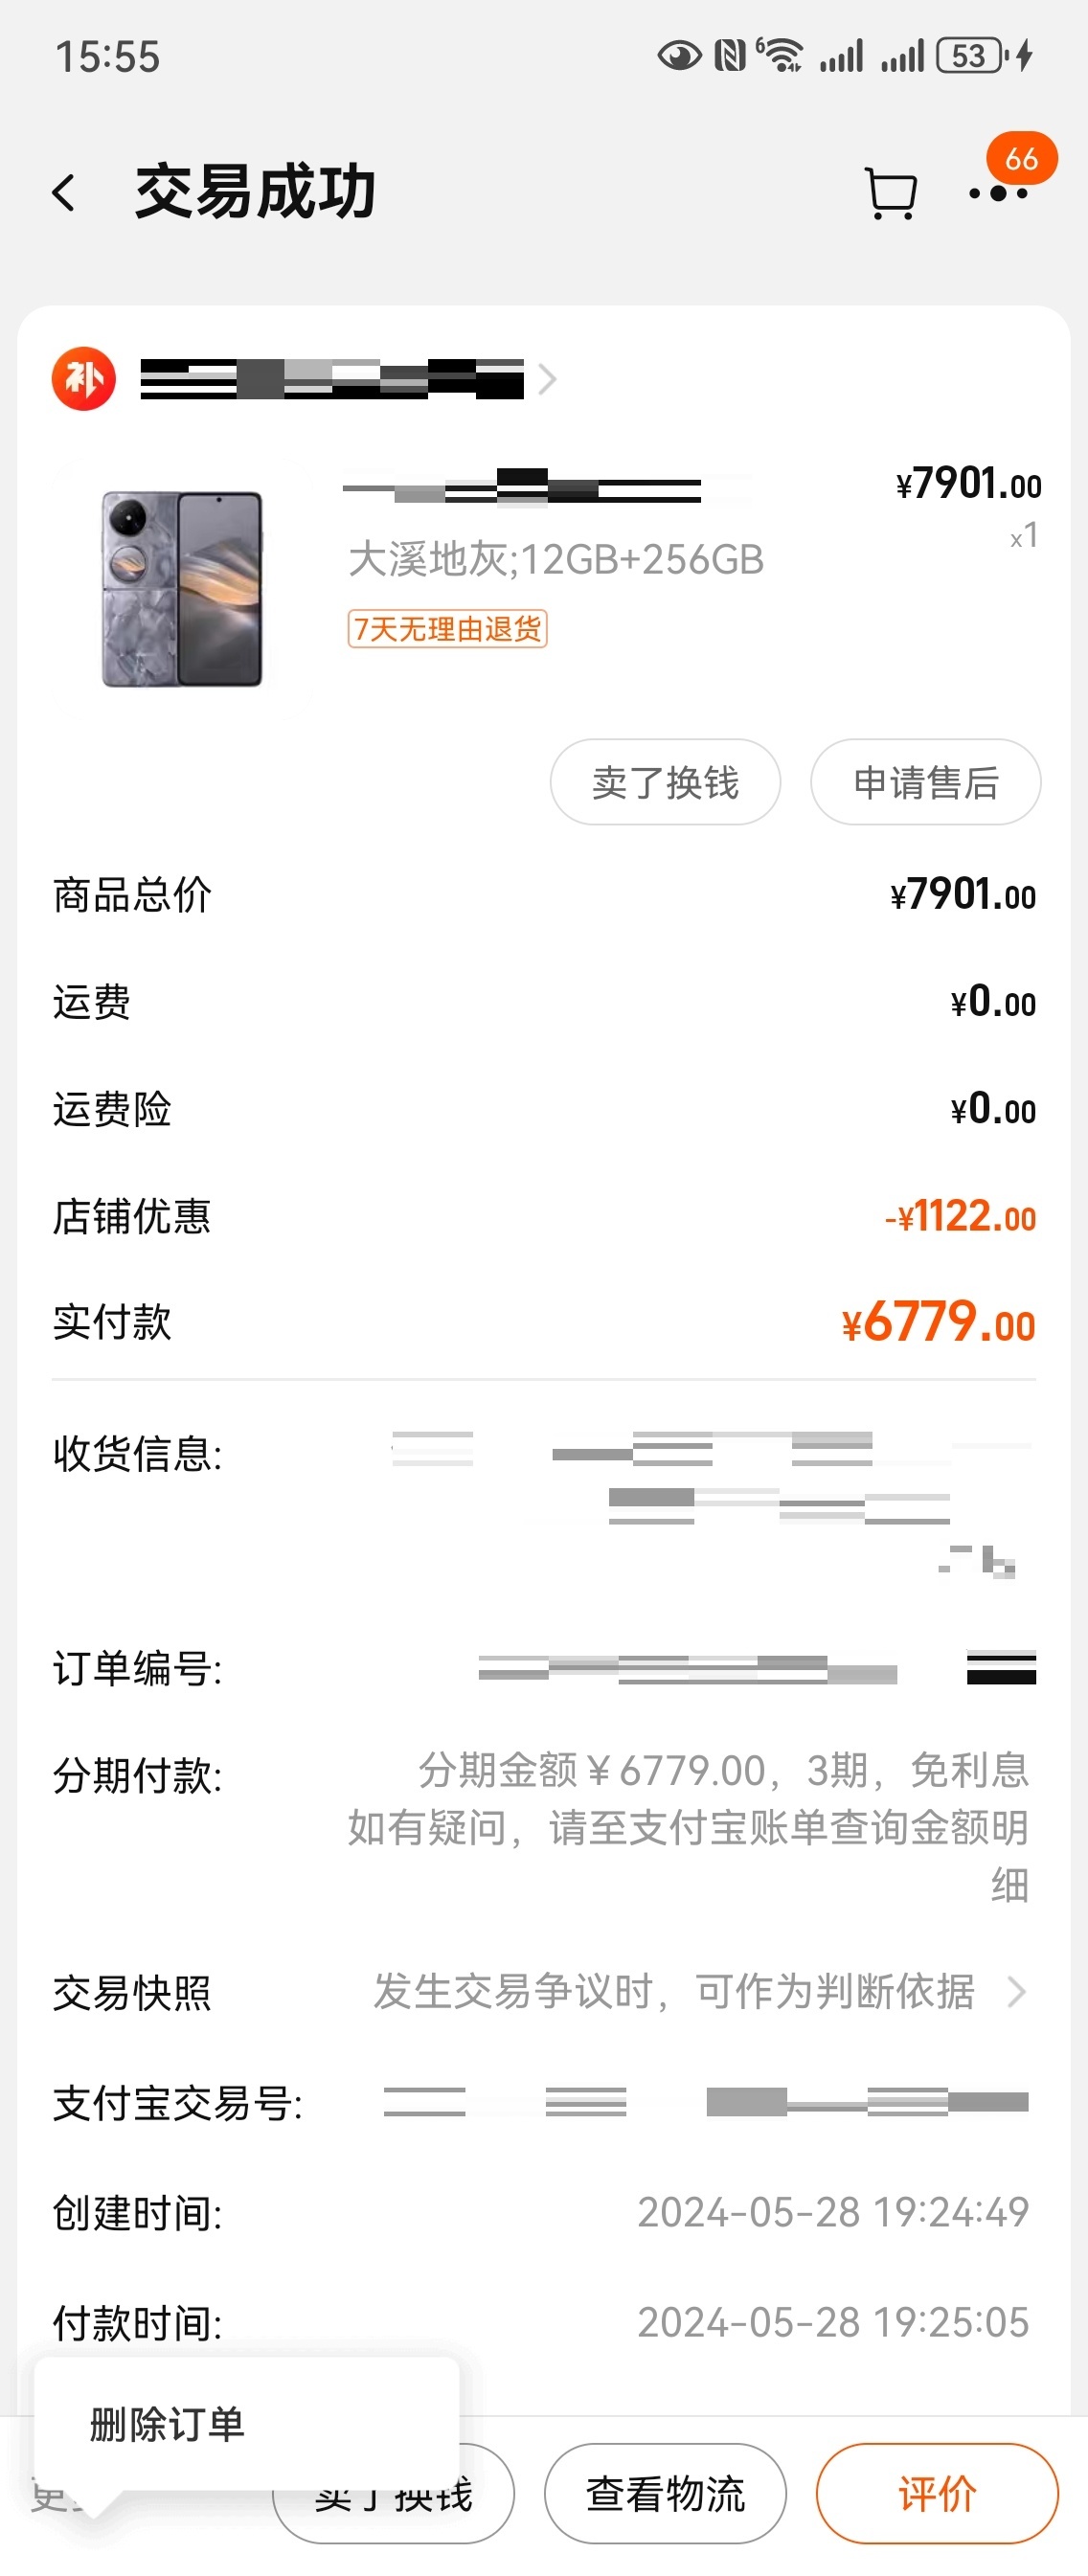 15:55
6
53
交易成功
66
补
¥7901.00
大溪地灰;12GB+256GB
x1
7天无理由退货
卖了换钱
申请售后
商品总价
¥7901.00
运费
¥0.00
运费险
¥0.00
店铺优惠
-¥1122.00
实付款
¥6779.00
收货信息:
订单编号:
分期付款:
分期金额￥6779.00，3期，免利息
如有疑问，请至支付宝账单查询金额明
细
交易快照
发生交易争议时，可作为判断依据
支付宝交易号:
创建时间:
2024-05-28 19:24:49
付款时间:
2024-05-28 19:25:05
删除订单
卖了换钱
查看物流
评价